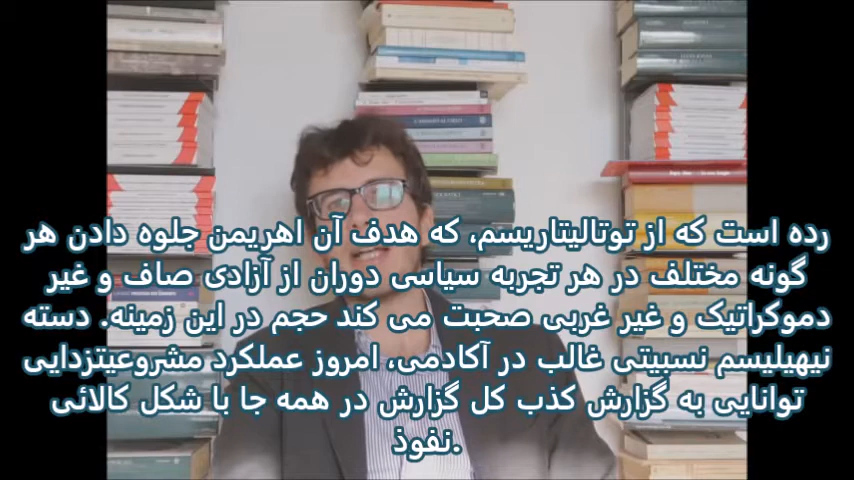 رده است که از توتالیتاریسم، که هدف آن اهریمن جلوه دادن هر
گونه مختلف در هر تجربه سیاسی دوران از آزادی صاف و غیر
دموکراتیک و غیر غربی صحبت می کند حجم در این زمینه. دسته
نیهیلیسم نسبیتی غالب در آکادمی، امروز عملکرد مشروعیتزدایی
توانایی به گزارش کذب کل گزارش در همه جا با شکل کالائی
نفوذ.